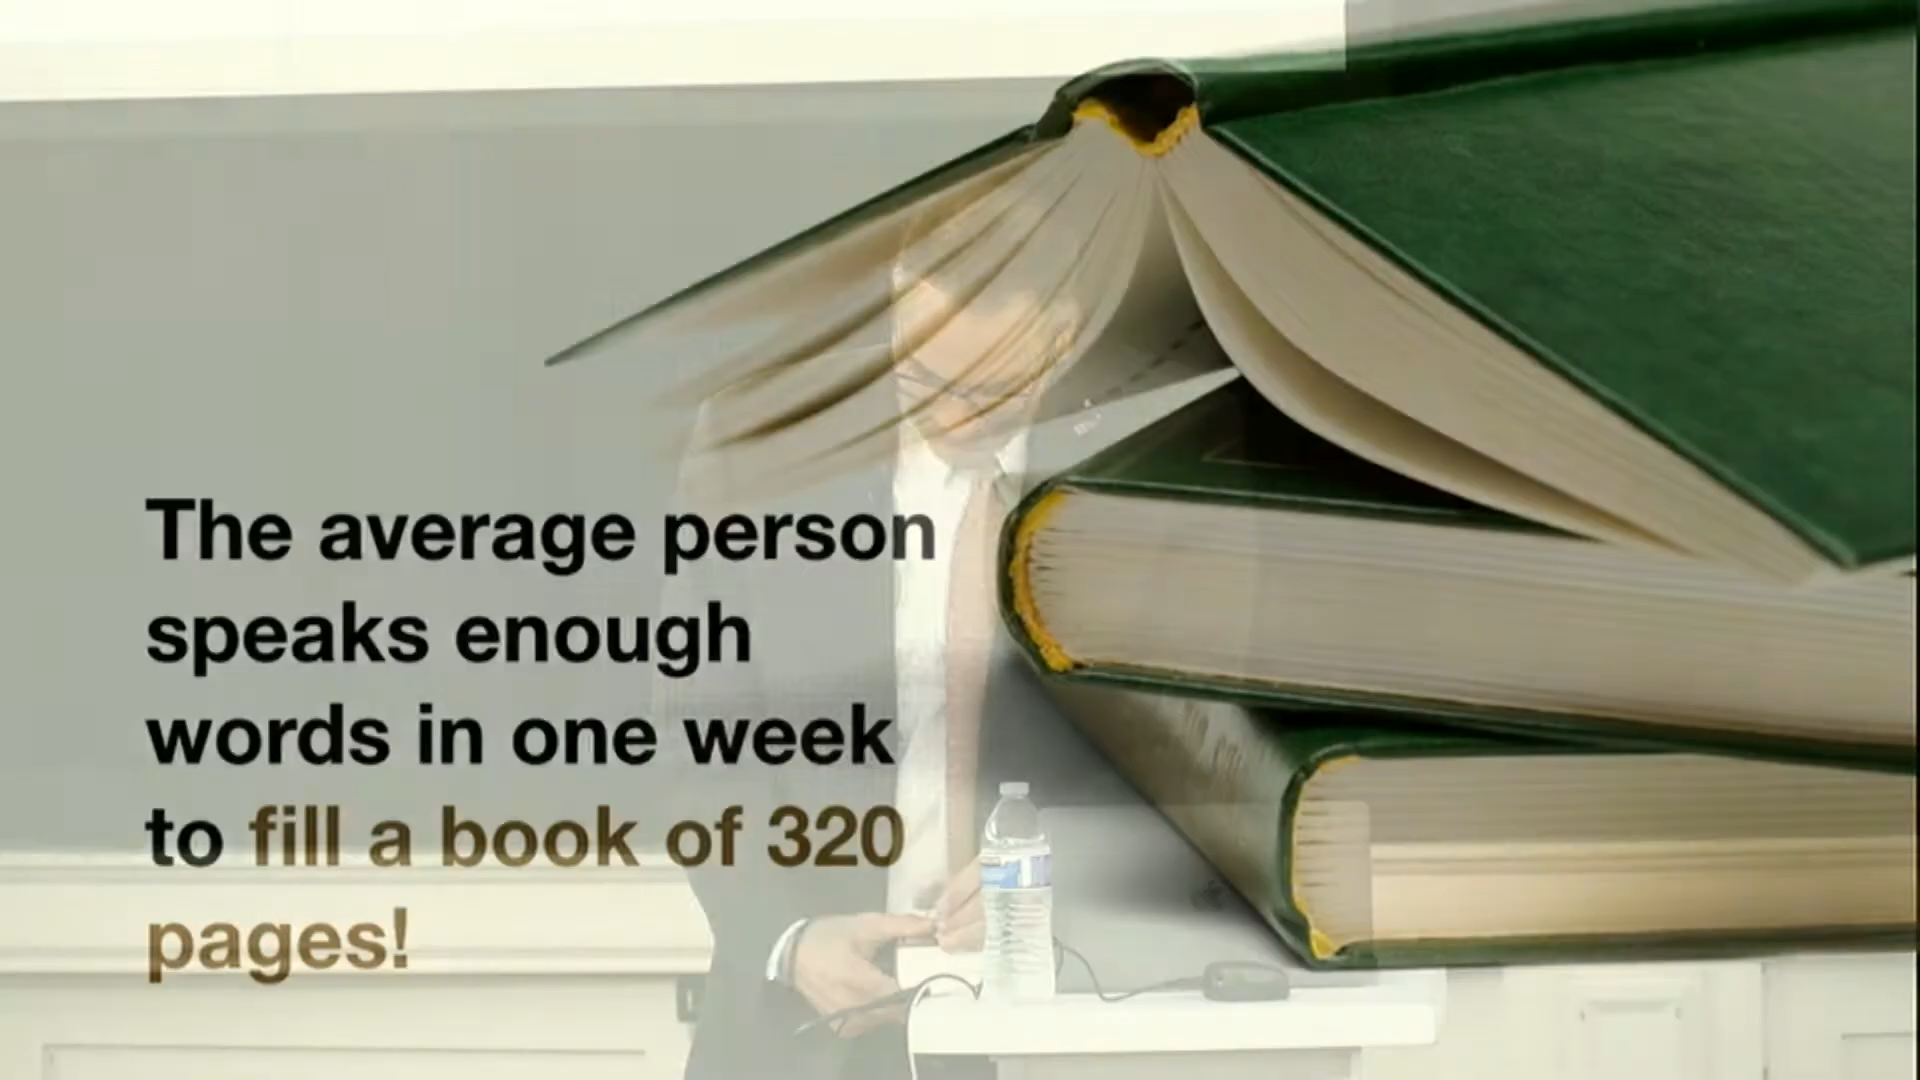 The average person
speaks enough
words in one week
to fill a book of 320
pages!